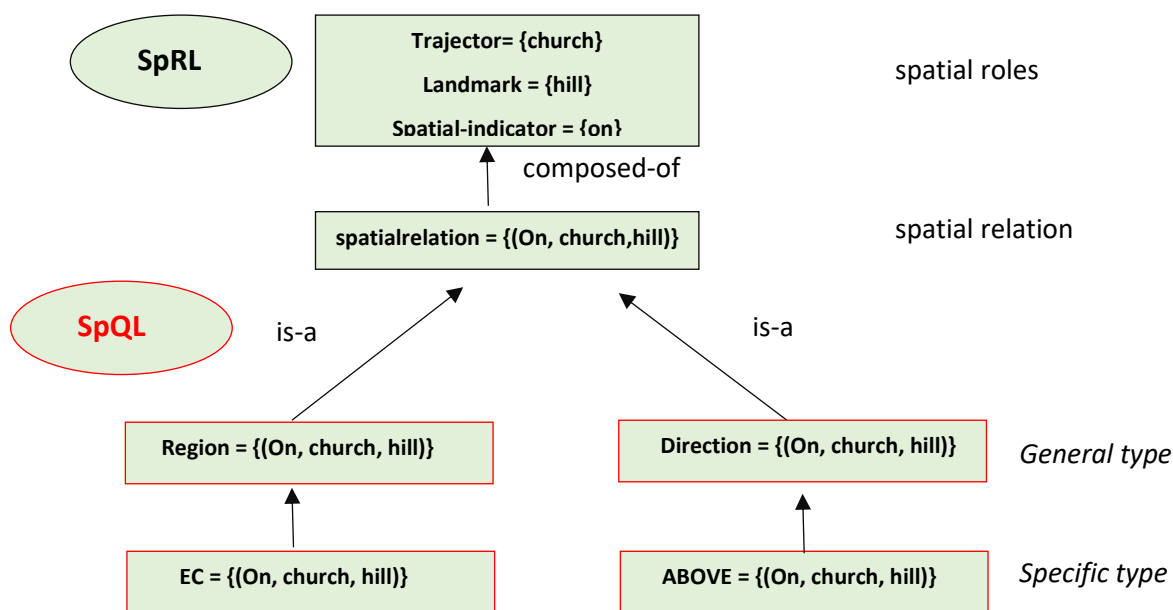 SpRL
Trajector= {church}
Landmark = {hill}
Spatial-indicator = {on}
spatial roles
composed-of
spatialrelation = {(On, church,hill)}
spatial relation
SpQL
is-a
is-a
Region = {(On, church, hill)}
Direction = {(On, church, hill)}
General type
EC = {(On, church, hill)}
ABOVE = {(On, church, hill)}
Specific type